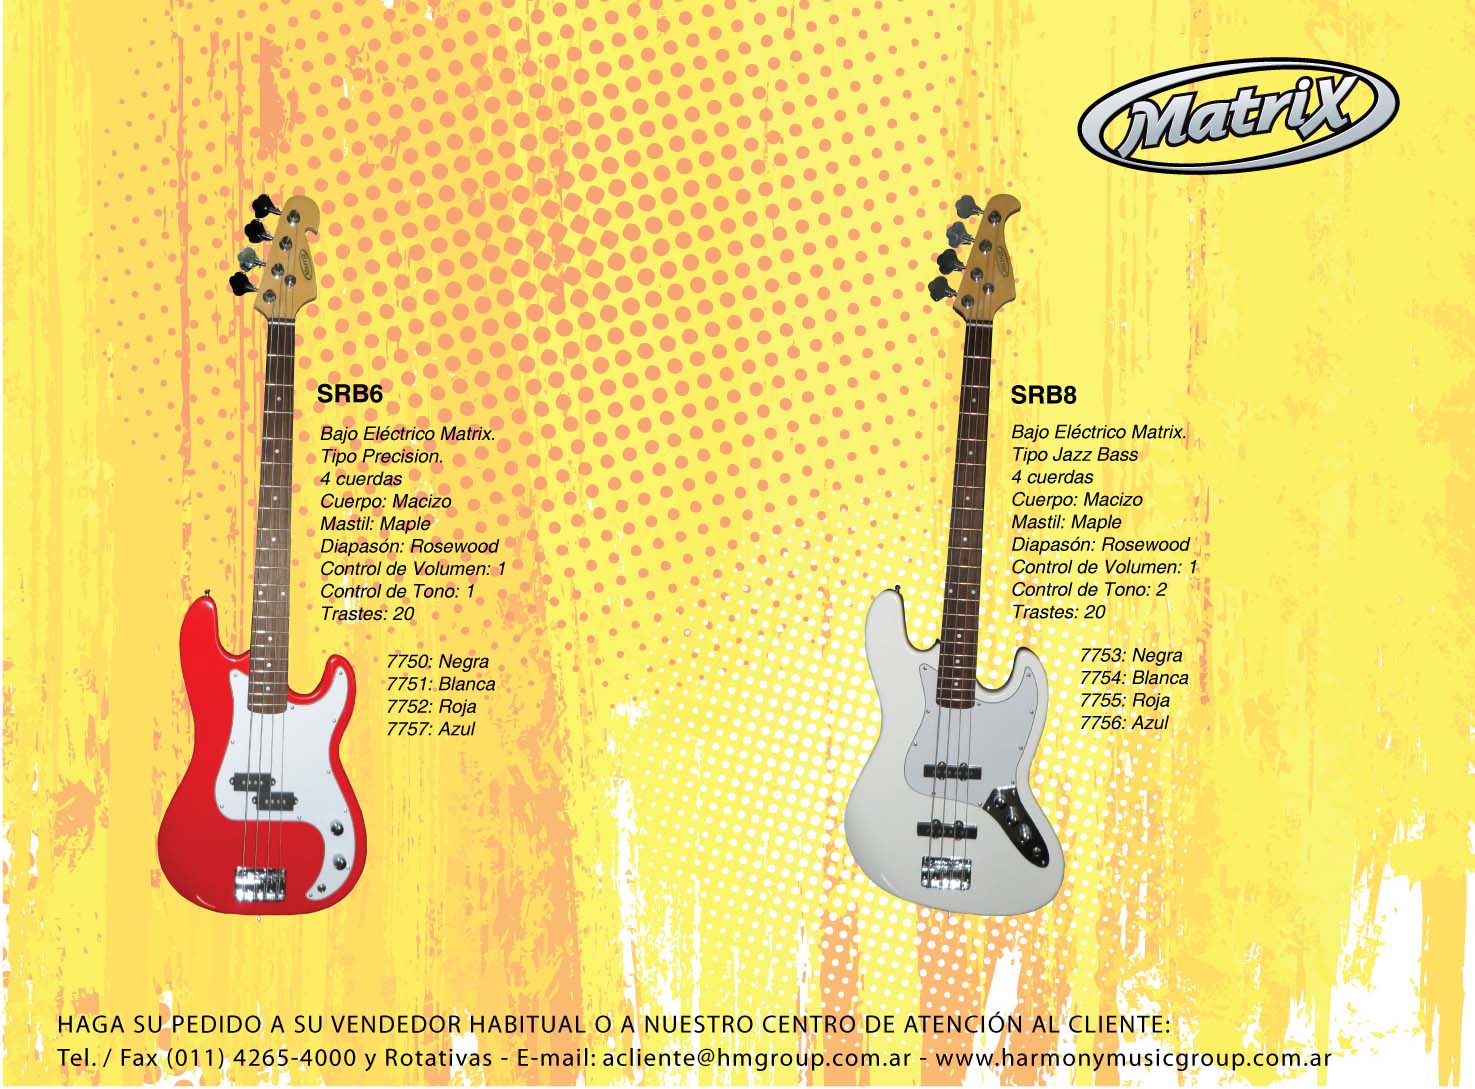 MatriX
Matrix
Matrix
SRB6
Bajo Eléctrico Matrix.
Tipo Precision.
4 cuerdas
Cuerpo: Macizo
Mastil: Maple
Diapasón: Rosewood
Control de Volumen: 1
Control de Tono: 1
Trastes: 20
7750: Negra
7751: Blanca
7752: Roja
7757: Azul
SRB8
Bajo Eléctrico Matrix.
Tipo Jazz Bass
4 cuerdas
Cuerpo: Macizo
Mastil: Maple
Diapasón: Rosewood
Control de Volumen: 1
Control de Tono: 2
Trastes: 20
7753: Negra
7754: Blanca
7755: Roja
7756: Azul
HAGA SU PEDIDO A SU VENDEDOR HABITUAL O A NUESTRO CENTRO DE ATENCIÓN AL CLIENTE:
Tel. / Fax (011) 4265-4000 y Rotativas - E-mail: acliente@hmgroup.com.ar - www.harmonymusicgroup.com.ar